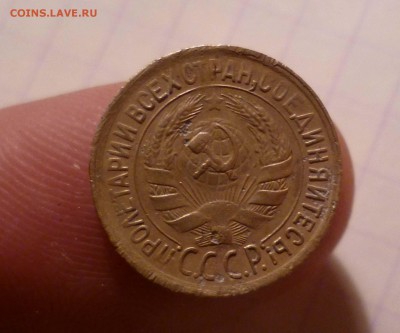 COINS.LAVE.RU
ПРОЛЕТАРИИ ВСЕХ СТРАН, СОЕДИНЯЙТЕСЬ!
С.С.С.Р.